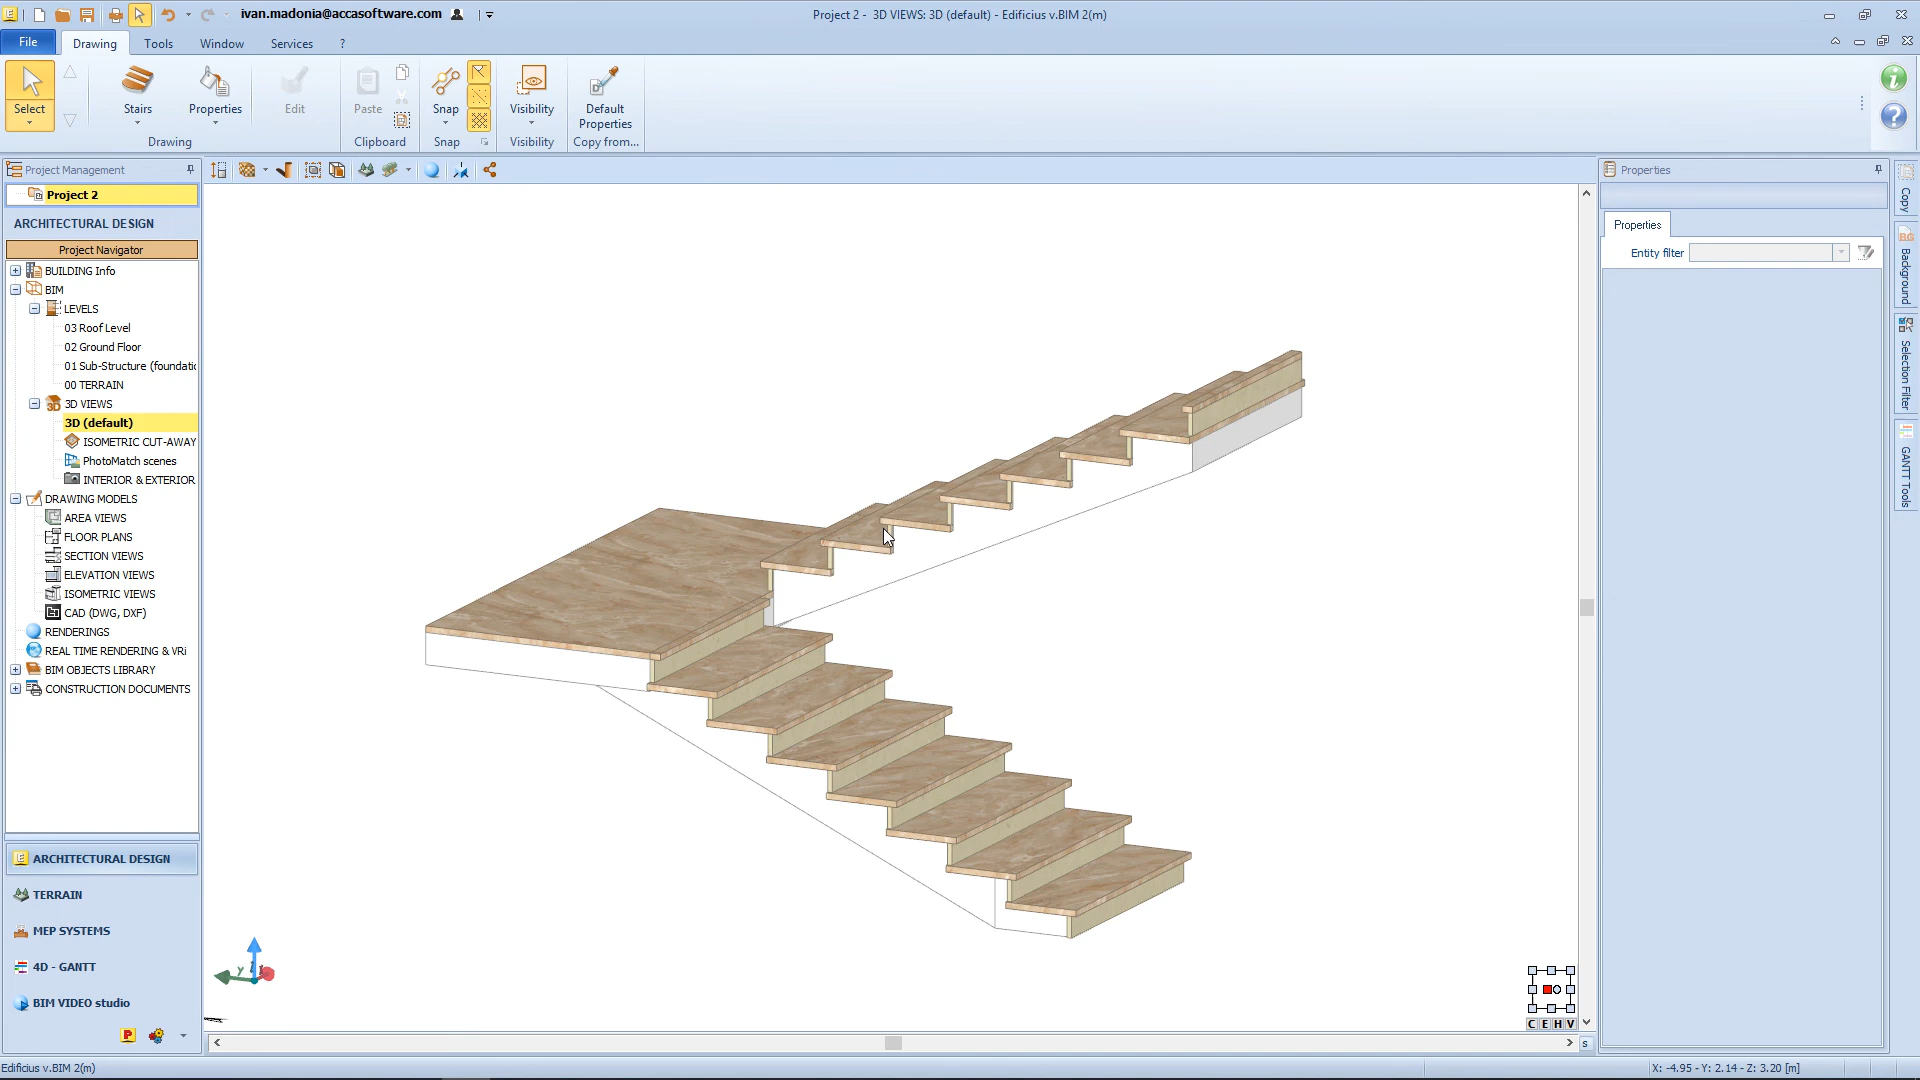 ivan.madonia@accasoftware.com
Project 2 - 3D VIEWS: 3D (default) - Edificius v.BIM 2(m)
File
Drawing
Tools
Window
Services
?
Select
Stairs
Properties
Edit
Paste
Snap
Visibility
Default
Properties
Drawing
Clipboard
Snap
Visibility
Copy from...
Project Management
Project 2
ARCHITECTURAL DESIGN
Project Navigator
BUILDING Info
BIM
LEVELS
03 Roof Level
02 Ground Floor
01 Sub-Structure (foundatio
00 TERRAIN
3D VIEWS
3D (default)
ISOMETRIC CUT-AWAY
PhotoMatch scenes
INTERIOR & EXTERIOR
DRAWING MODELS
AREA VIEWS
FLOOR PLANS
SECTION VIEWS
ELEVATION VIEWS
ISOMETRIC VIEWS
CAD (DWG, DXF)
RENDERINGS
REAL TIME RENDERING & VRi
BIM OBJECTS LIBRARY
CONSTRUCTION DOCUMENTS
ARCHITECTURAL DESIGN
TERRAIN
MEP SYSTEMS
4D - GANTT
BIM VIDEO studio
P
y
C E H V
s
Properties
Properties
Entity filter
Copy
BG
Background
Selection Filter
GANTT Tools
Edificius v.BIM 2(m)
X: -4.95 - Y: 2.14 - Z: 3.20 [m]